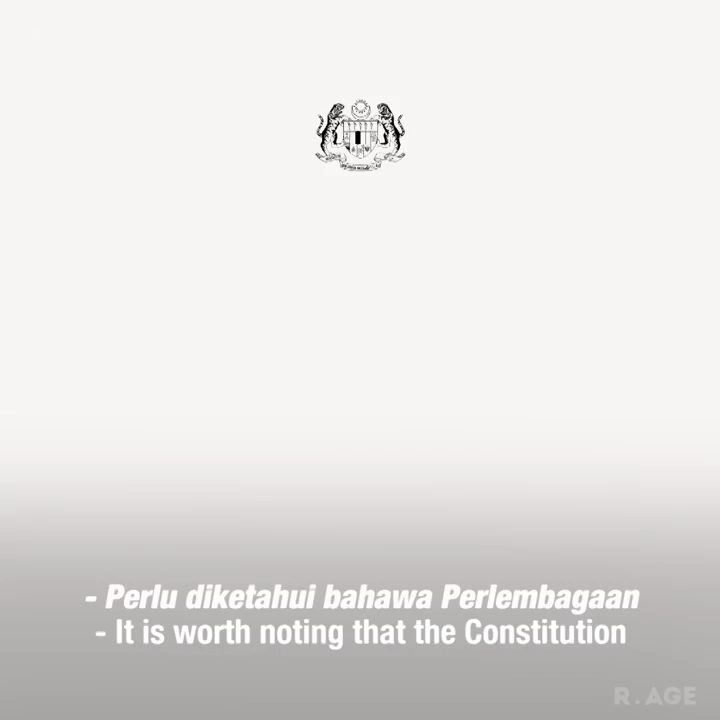 - Perlu diketahui bahawa Perlembagaan
- It is worth noting that the Constitution
R.AGE